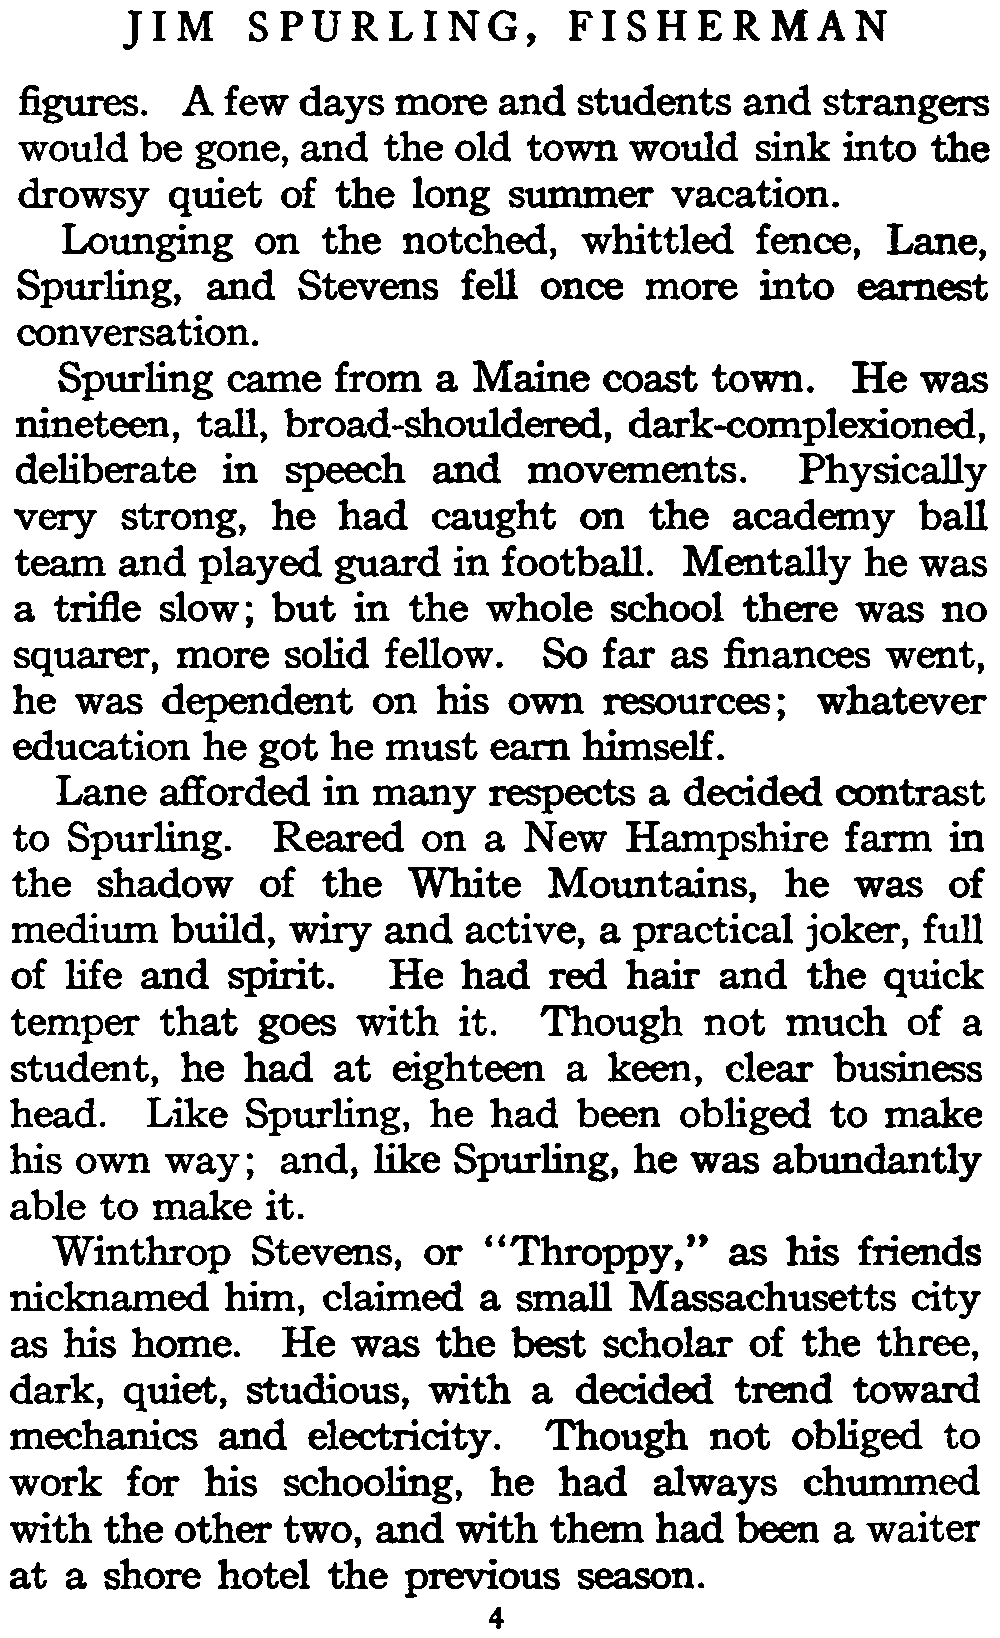 JIM SPURLING, FISHERMAN
figures. A few days more and students and strangers
would be gone, and the old town would sink into the
drowsy quiet of the long summer vacation.
Lounging on the notched, whittled fence, Lane,
Spurling, and Stevens fell once more into earnest
conversation.
Spurling came from a Maine coast town. He was
nineteen, tall, broad-shouldered, dark-complexioned,
deliberate in speech and movements. Physically
very strong, he had caught on the academy ball
team and played guard in football. Mentally he was
a trifle slow; but in the whole school there was no
squarer, more solid fellow. So far as finances went,
he was dependent on his own resources; whatever
education he got he must earn himself.
Lane afforded in many respects a decided contrast
to Spurling. Reared on a New Hampshire farm in
the shadow of the White Mountains, he was of
medium build, wiry and active, a practical joker, full
of life and spirit. He had red hair and the quick
temper that goes with it. Though not much of a
student, he had at eighteen a keen, clear business
head. Like Spurling, he had been obliged to make
his own way; and, like Spurling, he was abundantly
able to make it.
Winthrop Stevens, or “Throppy,” as his friends
nicknamed him, claimed a small Massachusetts city
as his home. He was the best scholar of the three,
dark, quiet, studious, with a decided trend toward
mechanics and electricity. Though not obliged to
work for his schooling, he had always chummed
with the other two, and with them had been a waiter
at a shore hotel the previous season.
4